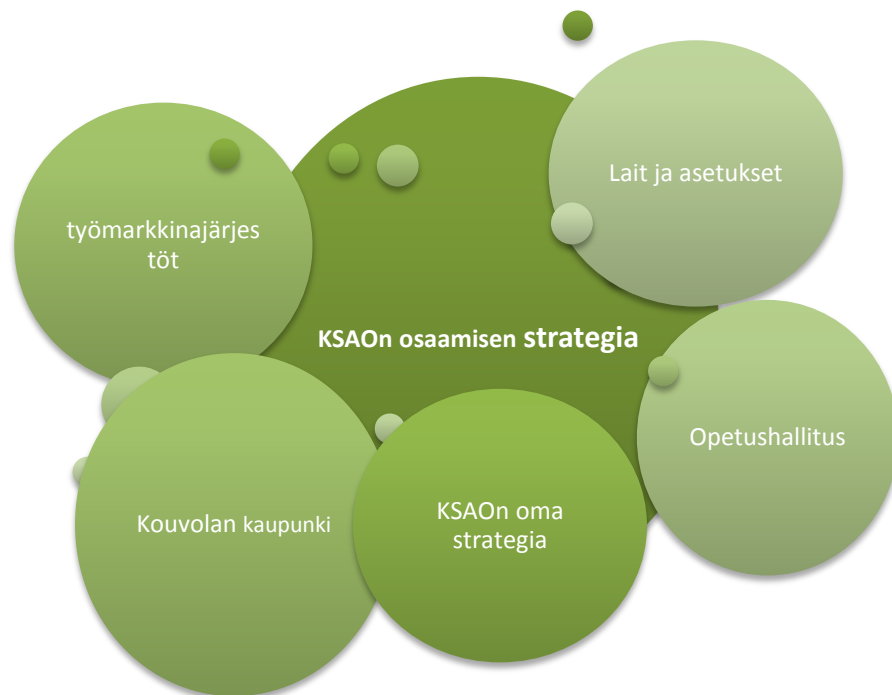 Lait ja asetukset
työmarkkinajärjes
töt
KSAOn osaamisen strategia
Opetushallitus
Kouvolan kaupunki
KSAOn oma
strategia